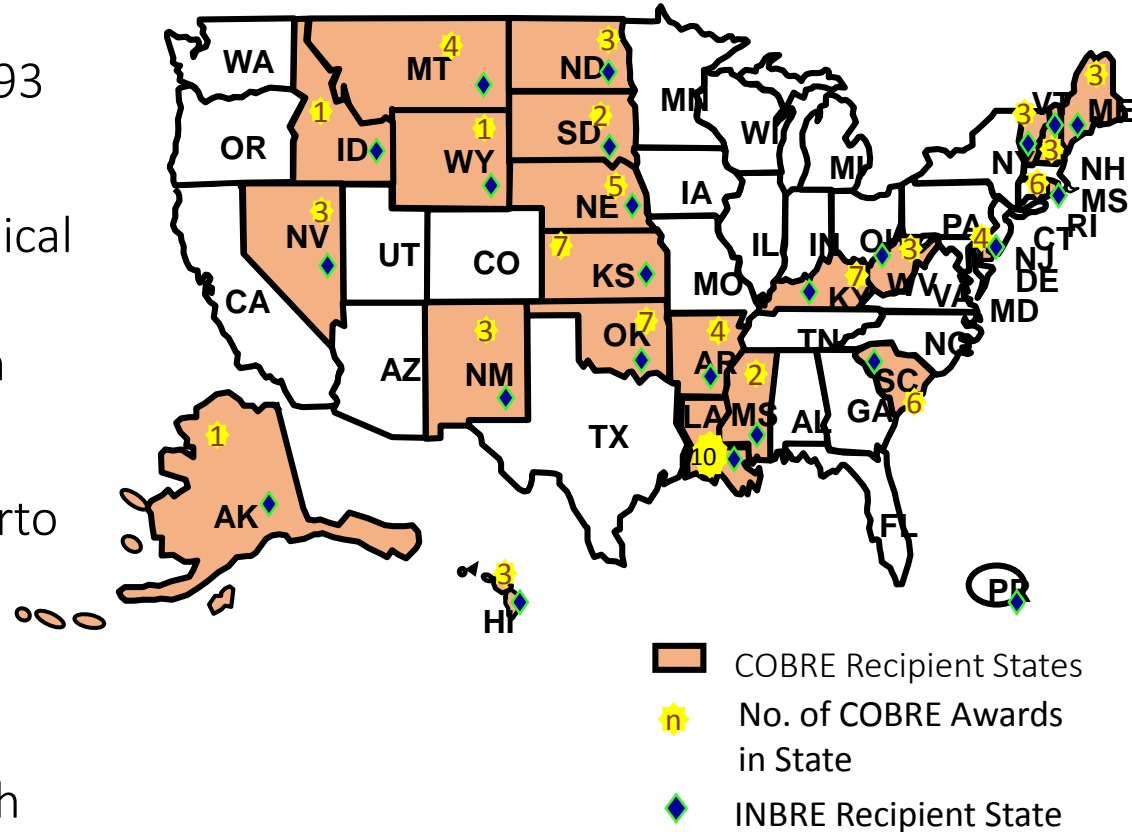 93
ical
rto
h
WA
MT
4
ND
3
MN
VT
3
ME
3
OR
1
ID
WY
1
SD
2
WI
MI
NY
3
NH
NV
3
UT
CO
NE
5
IA
6
MS
CA
7
KS
IL
IN
OH
PA
4
CT
RI
NJ
DE
MO
KY
7
WV
3
VA
MD
AZ
NM
3
OK
7
AR
4
TN
NC
TX
LA
10
MS
2
AL
GA
SC
6
FL
AK
1
HI
3
PR
COBRE Recipient States
n No. of COBRE Awards
in State
INBRE Recipient State